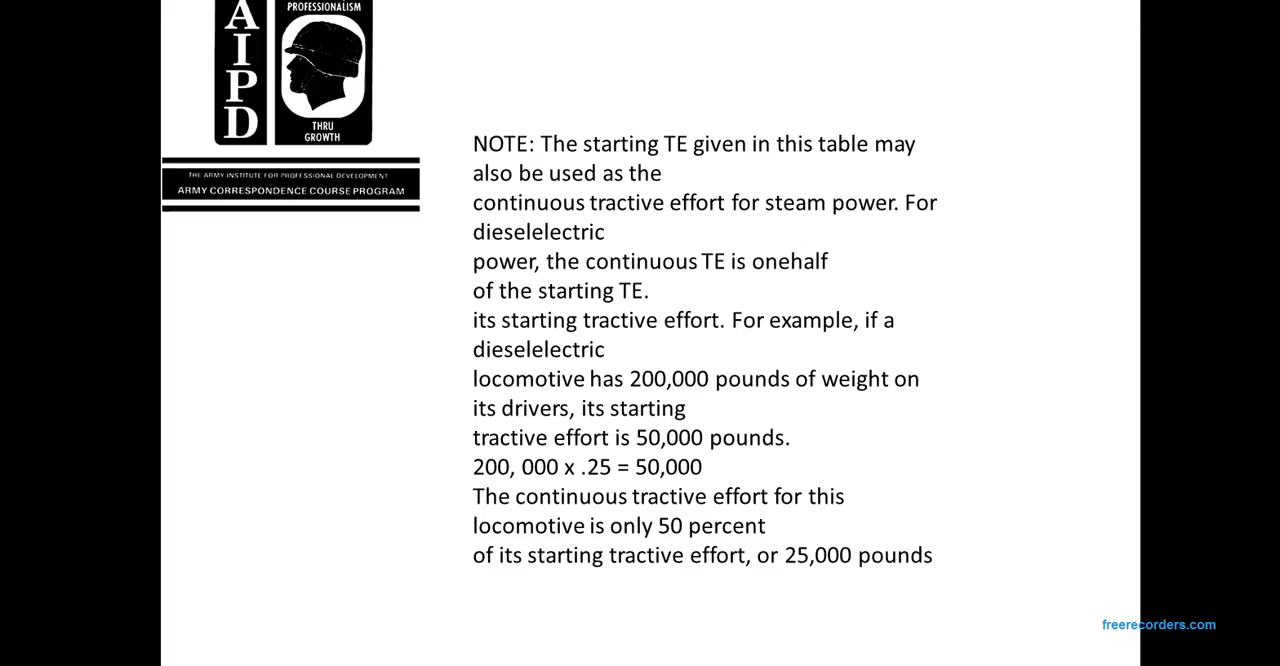 A
I
P
D
PROFESSIONALISM
THRU
GROWTH
THE ARMY INSTITUTE FOR PROFESSIONAL DEVELOPMENT
ARMY CORRESPONDENCE COURSE PROGRAM
NOTE: The starting TE given in this table may
also be used as the
continuous tractive effort for steam power. For
dieselelectric
power, the continuous TE is onehalf
of the starting TE.
its starting tractive effort. For example, if a
dieselelectric
locomotive has 200,000 pounds of weight on
its drivers, its starting
tractive effort is 50,000 pounds.
200, 000 x .25 = 50,000
The continuous tractive effort for this
locomotive is only 50 percent
of its starting tractive effort, or 25,000 pounds
freerecorders.com